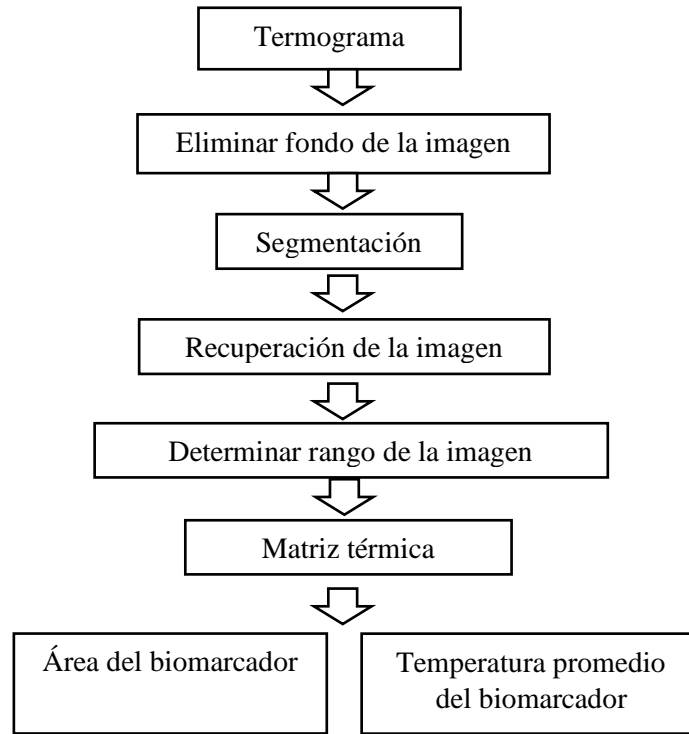 Termograma
Eliminar fondo de la imagen
Segmentación
Recuperación de la imagen
Determinar rango de la imagen
Matriz térmica
Área del biomarcador
Temperatura promedio
del biomarcador